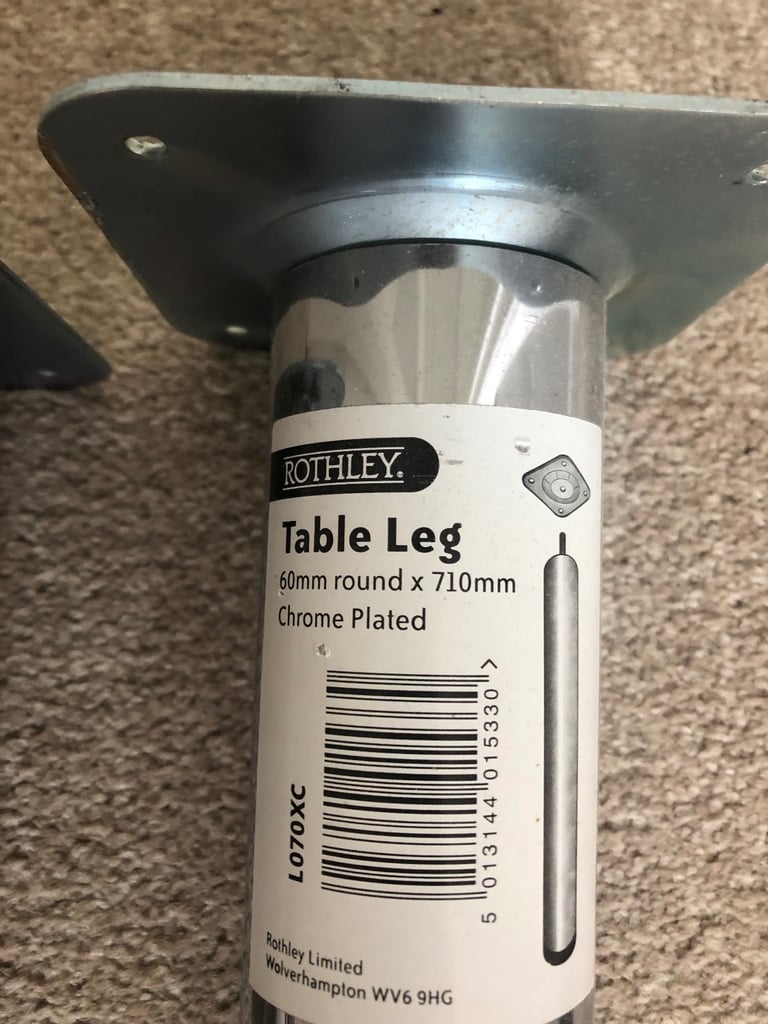 ROTHLEY®
Table Leg
60mm round x 710mm
Chrome Plated
L070XC
5 013144 015330 >
Rothley Limited
Wolverhampton WV6 9HG